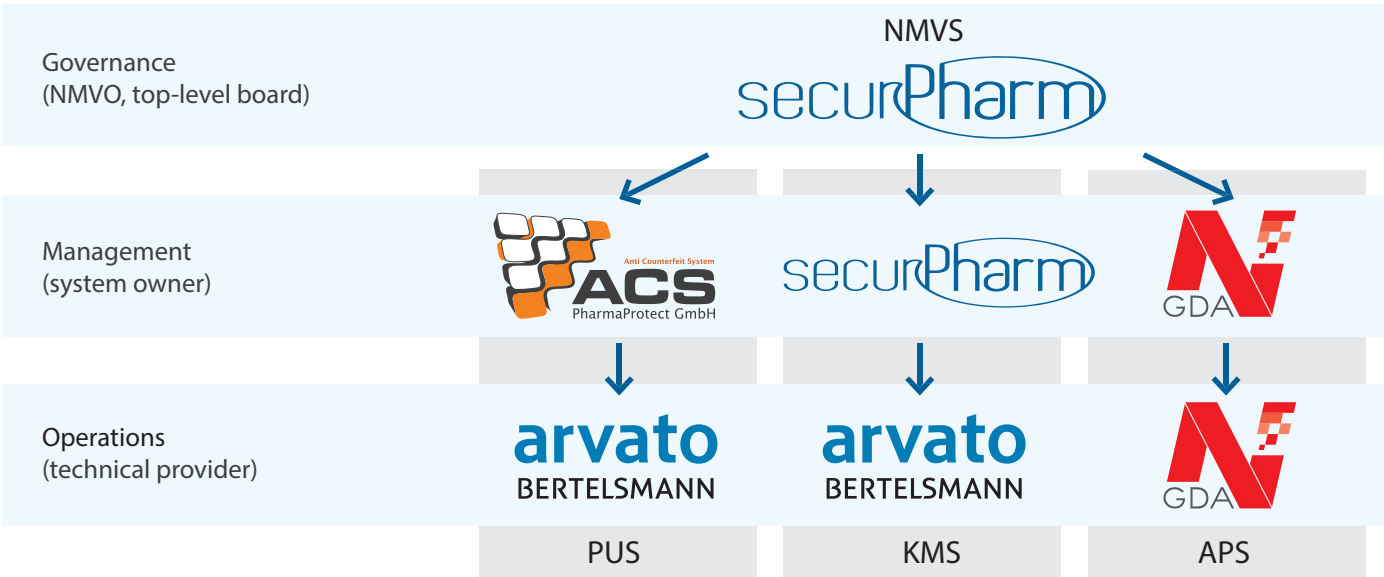 NMVS
Governance
(NMVO, top-level board)
securPharm
Management
(system owner)
Anti Counterfeit System
ACS
PharmaProtect GmbH
securPharm
N
GDA
Operations
(technical provider)
arvato
BERTELSMANN
arvato
BERTELSMANN
N
GDA
PUS
KMS
APS